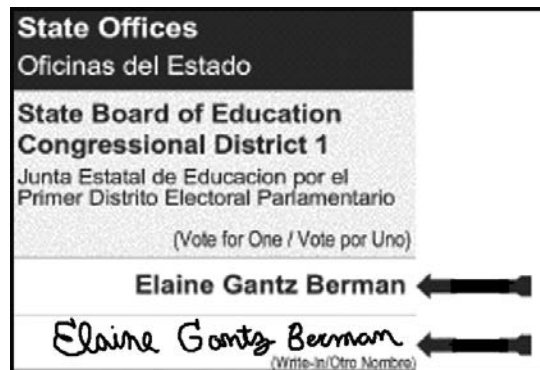 State Offices
Oficinas del Estado
State Board of Education
Congressional District 1
Junta Estatal de Educacion por el
Primer Distrito Electoral Parlamentario
(Vote for One / Vote por Uno)
Elaine Gantz Berman
Elaine Gantz Berman
(Write-In/Otro Nombre)